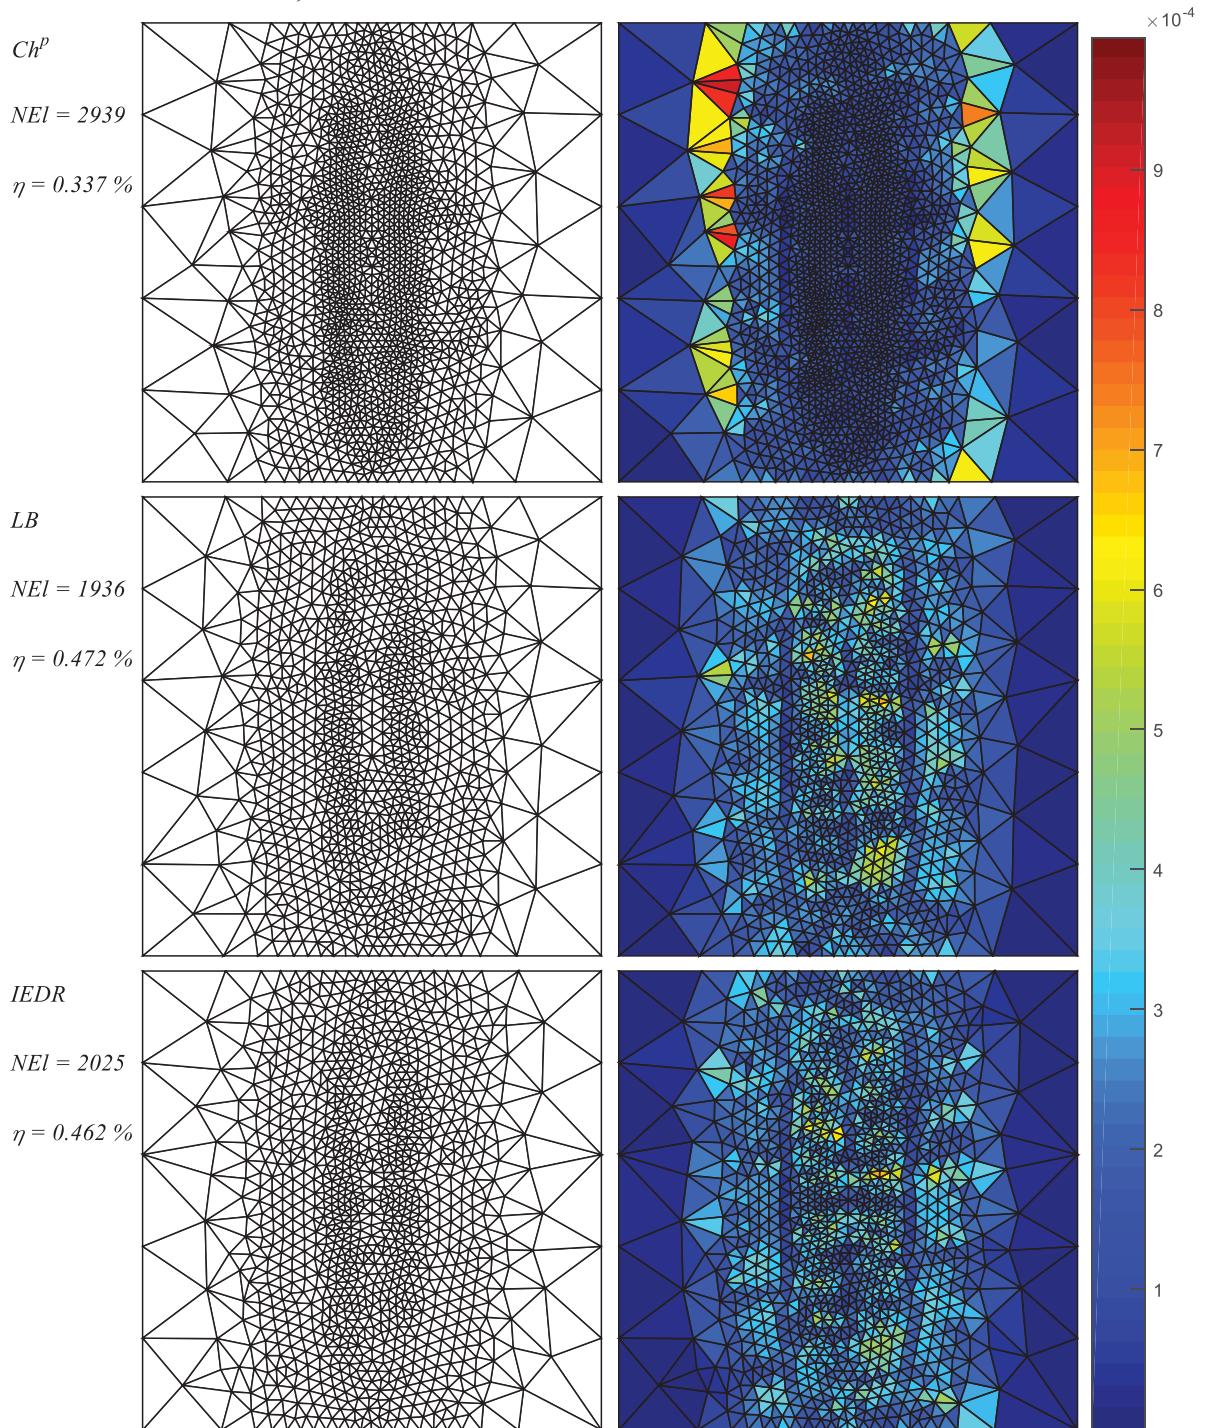 ×10⁻⁴
Chᵖ
NEl = 2939
η = 0.337 %
9
8
7
LB
NEl = 1936
6
η = 0.472 %
5
4
IEDR
3
NEl = 2025
η = 0.462 %
2
1